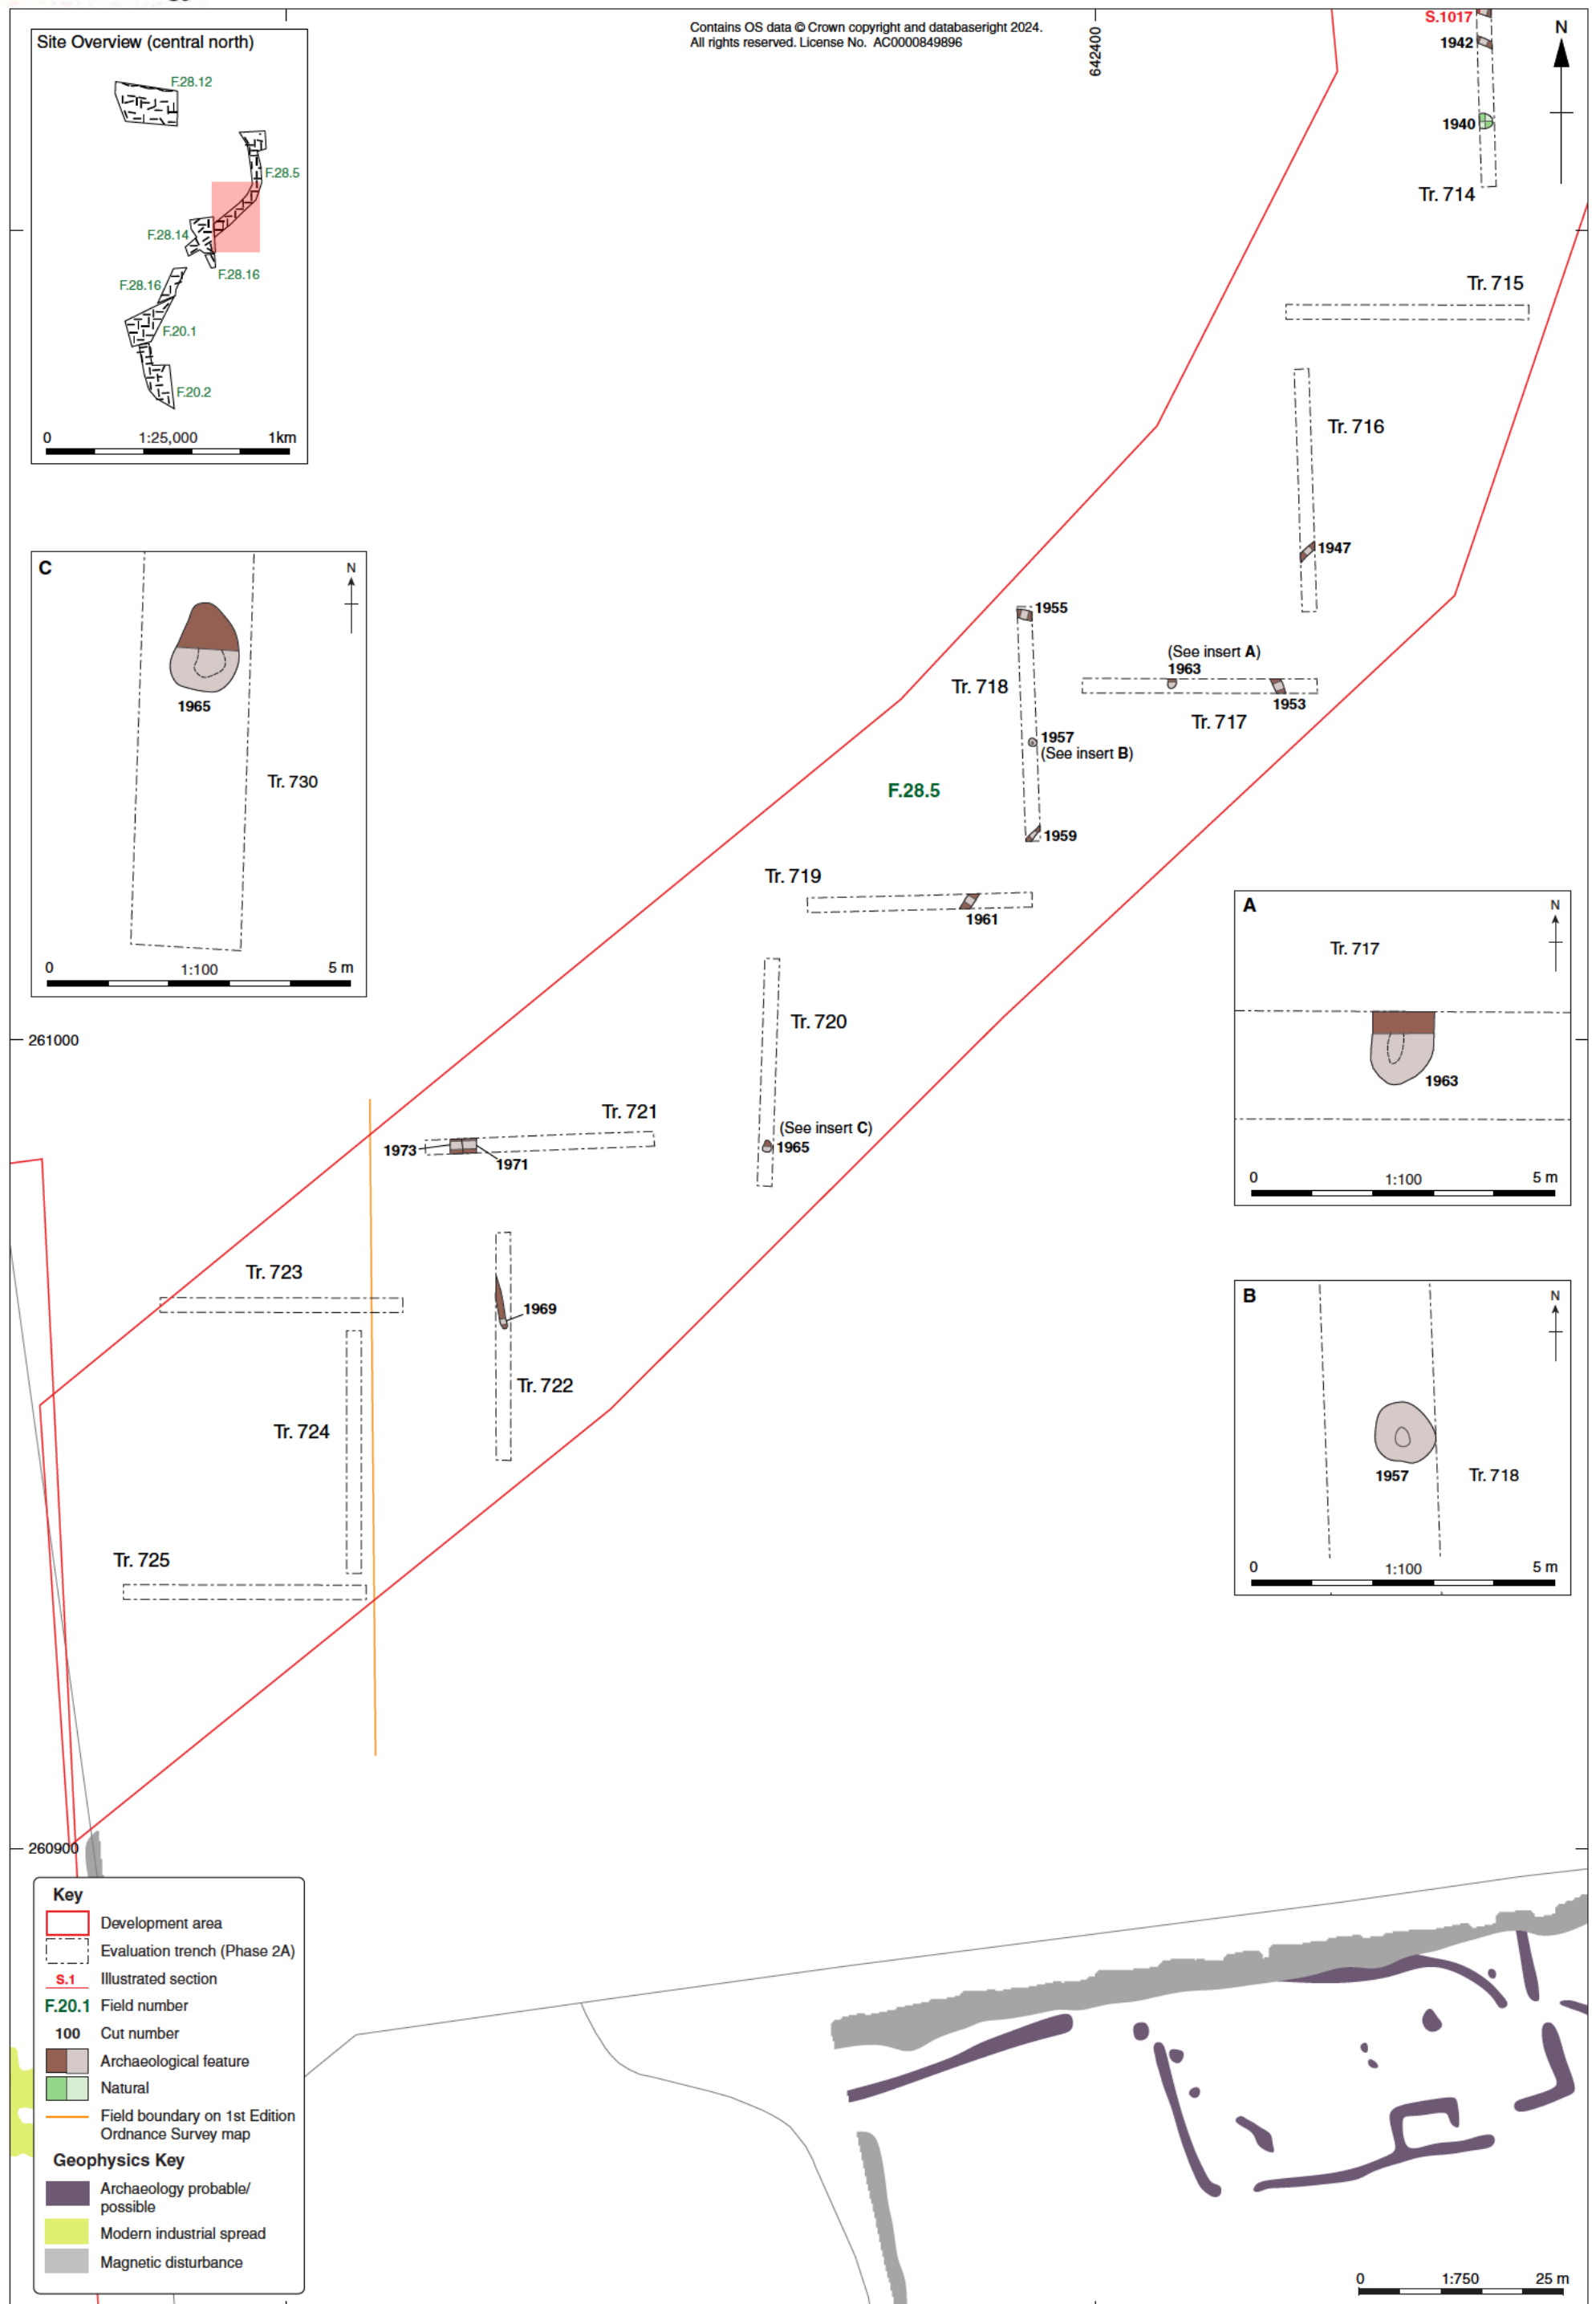 Contains OS data © Crown copyright and databaseright 2024.
All rights reserved. License No. AC0000849896
642400
S.1017
1942
1940
Tr. 714
N
Site Overview (central north)
F.28.12
F.28.5
F.28.14
F.28.16
F.28.16
F.20.1
F.20.2
0 1:25,000 1km
Tr. 715
Tr. 716
1947
C
N
1965
Tr. 730
0 1:100 5 m
1955
Tr. 718
(See insert A)
1963
1953
Tr. 717
1957
(See insert B)
F.28.5
1959
Tr. 719
1961
A
N
Tr. 717
1963
0 1:100 5 m
261000
Tr. 720
Tr. 721
(See insert C)
1965
1973
1971
Tr. 723
1969
Tr. 722
Tr. 724
Tr. 725
B
N
1957
Tr. 718
0 1:100 5 m
260900
Key
Development area
Evaluation trench (Phase 2A)
S.1 Illustrated section
F.20.1 Field number
100 Cut number
Archaeological feature
Natural
Field boundary on 1st Edition
Ordnance Survey map
Geophysics Key
Archaeology probable/
possible
Modern industrial spread
Magnetic disturbance
0 1:750 25 m